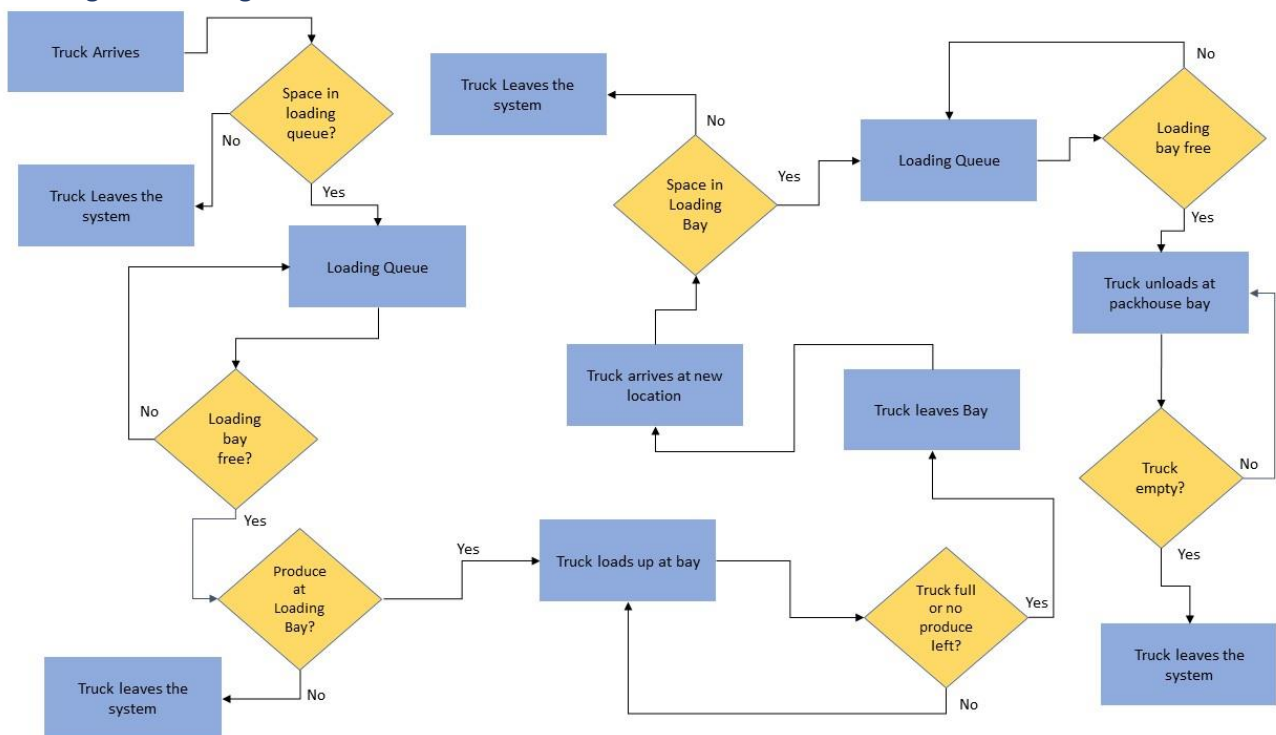 Truck Arrives
Space in
loading
queue?
No
Truck Leaves the
system
Yes
Loading Queue
Loading
bay
free?
No
Yes
Produce
at
Loading
Bay?
No
Truck leaves the
system
Yes
Truck loads up at bay
Truck full
or no
produce
left?
No
Yes
Truck leaves Bay
Truck arrives at new
location
Space in
Loading
Bay
No
Truck Leaves the
system
Yes
Loading Queue
Loading
bay free
No
Yes
Truck unloads at
packhouse bay
Truck
empty?
No
Yes
Truck leaves the
system